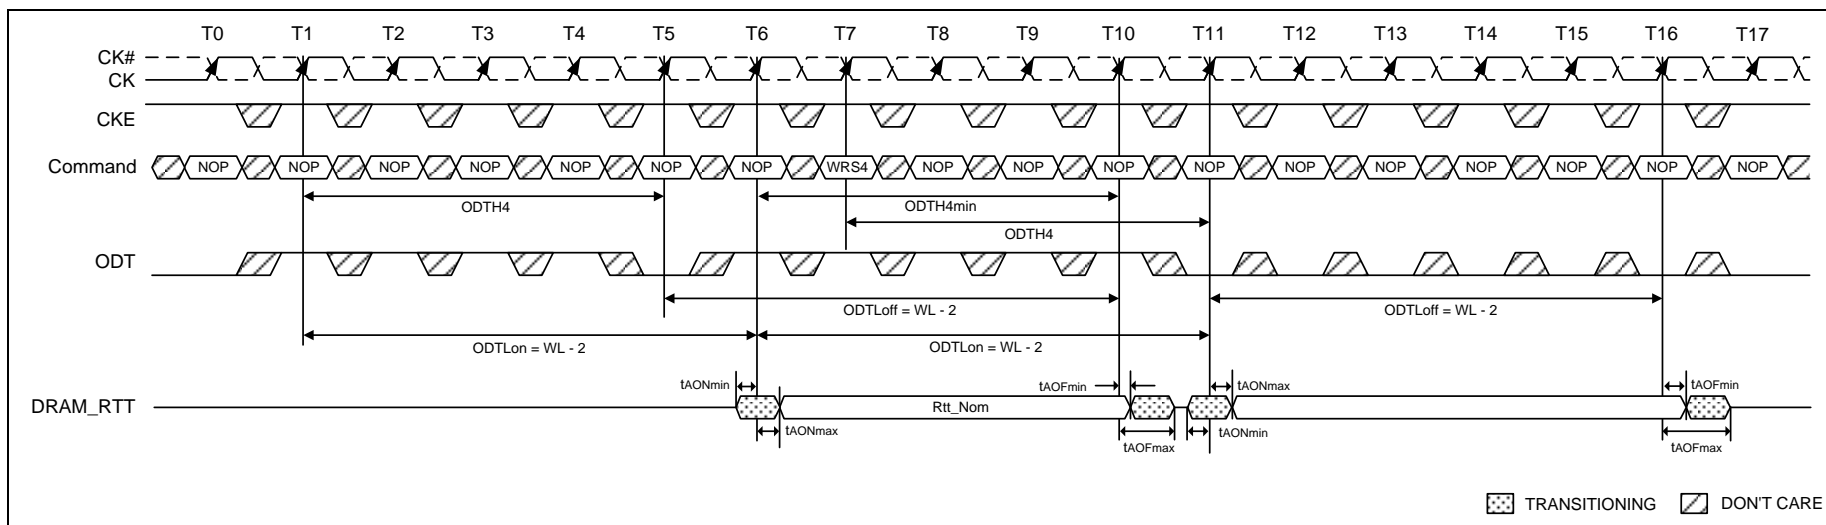 T0 T1 T2 T3 T4 T5 T6 T7 T8 T9 T10 T11 T12 T13 T14 T15 T16 T17
CK#
CK
CKE
Command NOP NOP NOP NOP NOP NOP NOP WRS4 NOP NOP NOP NOP NOP NOP NOP NOP NOP NOP
ODTH4 ODTH4min
ODTH4
ODT
ODTLoff = WL - 2 ODTLoff = WL - 2
ODTLon = WL - 2 ODTLon = WL - 2
tAONmin tAOFmin tAONmax tAOFmin
DRAM_RTT Rtt_Nom
tAONmax tAOFmax tAONmin tAOFmax
TRANSITIONING DON'T CARE